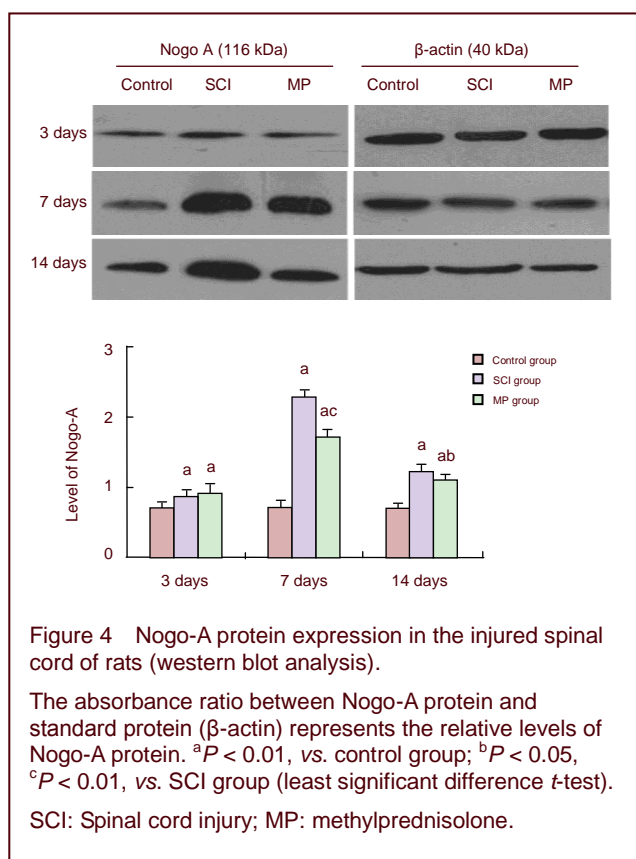 Nogo A (116 kDa) β-actin (40 kDa)
Control SCI MP Control SCI MP
3 days
7 days
14 days
3
2
1
0
Level of Nogo-A
Control group
SCI group
MP group
a a
a
ac
a
ab
3 days 7 days 14 days
Figure 4 Nogo-A protein expression in the injured spinal
cord of rats (western blot analysis).
The absorbance ratio between Nogo-A protein and
standard protein (β-actin) represents the relative levels of
Nogo-A protein. ᵃP < 0.01, vs. control group; ᵇP < 0.05,
ᶜP < 0.01, vs. SCI group (least significant difference t-test).
SCI: Spinal cord injury; MP: methylprednisolone.